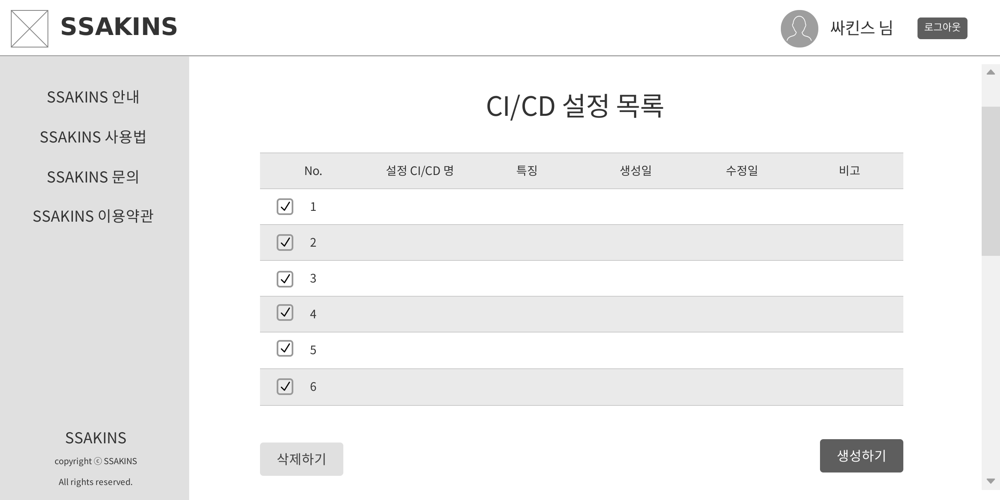 SSAKINS
싸킨스 님
로그아웃
SSAKINS 안내
SSAKINS 사용법
SSAKINS 문의
SSAKINS 이용약관
SSAKINS
copyright ⓒ SSAKINS
All rights reserved.
CI/CD 설정 목록
No. 설정 CI/CD 명 특징 생성일 수정일 비고
1
2
3
4
5
6
삭제하기
생성하기